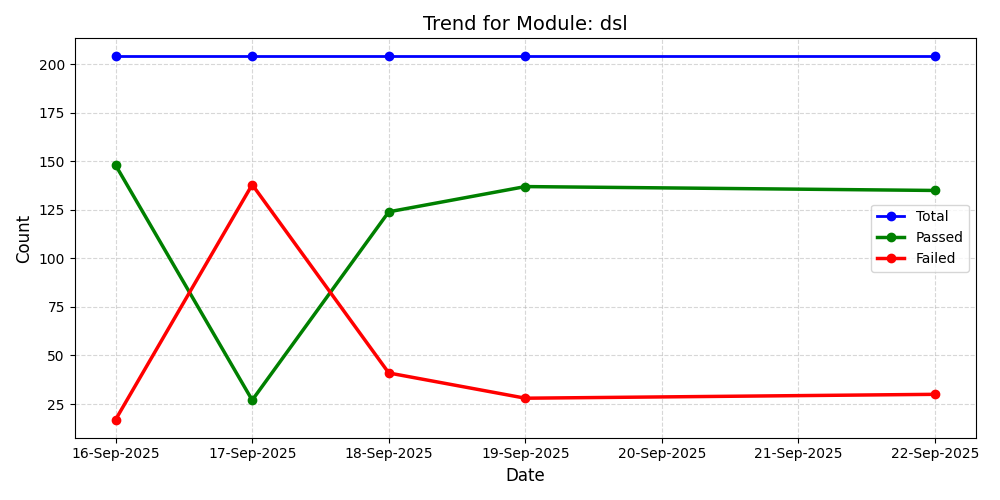 Trend for Module: dsl
200
175
150
125
100
75
50
25
Count
Total
Passed
Failed
16-Sep-2025 17-Sep-2025 18-Sep-2025 19-Sep-2025 20-Sep-2025 21-Sep-2025 22-Sep-2025
Date